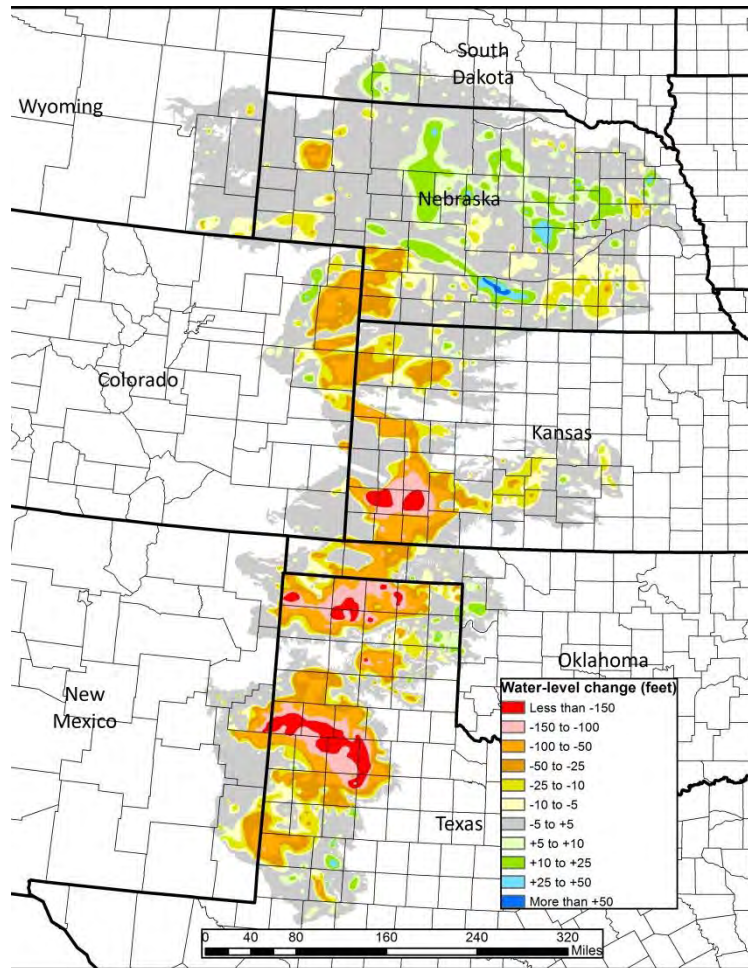 South
Dakota
Wyoming
Nebraska
Colorado
Kansas
Oklahoma
New
Mexico
Texas
Water-level change (feet)
Less than -150
-150 to -100
-100 to -50
-50 to -25
-25 to -10
-10 to -5
-5 to +5
+5 to +10
+10 to +25
+25 to +50
More than +50
0 40 80 160 240 320
Miles